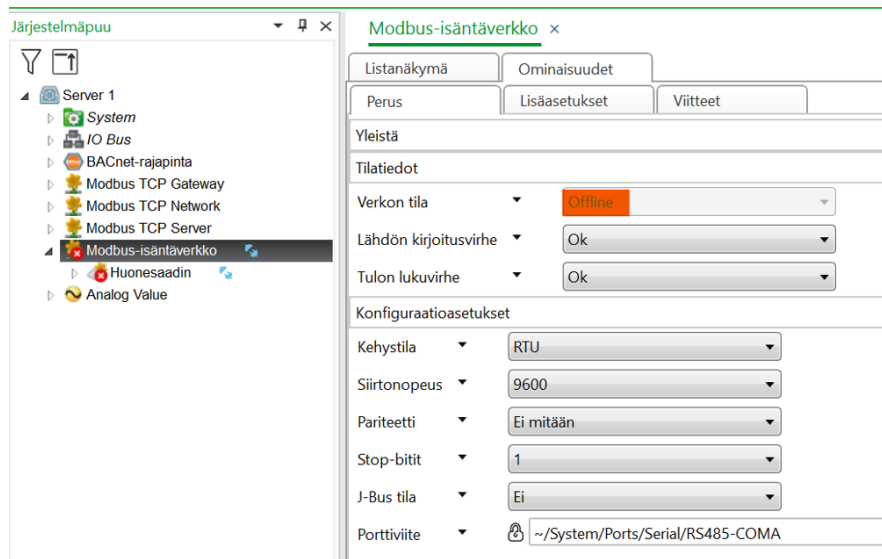 Järjestelmäpuu
Server 1
System
IO Bus
BACnet-rajapinta
Modbus TCP Gateway
Modbus TCP Network
Modbus TCP Server
Modbus-isäntäverkko
Huonesaadin
Analog Value
Modbus-isäntäverkko ×
Listanäkymä Ominaisuudet
Perus Lisäasetukset Viitteet
Yleistä
Tilatiedot
Verkon tila Offline
Lähdön kirjoitusvirhe Ok
Tulon lukuvirhe Ok
Konfiguraatioasetukset
Kehystila RTU
Siirtonopeus 9600
Pariteetti Ei mitään
Stop-bitit 1
J-Bus tila Ei
Porttiviite ~/System/Ports/Serial/RS485-COMA